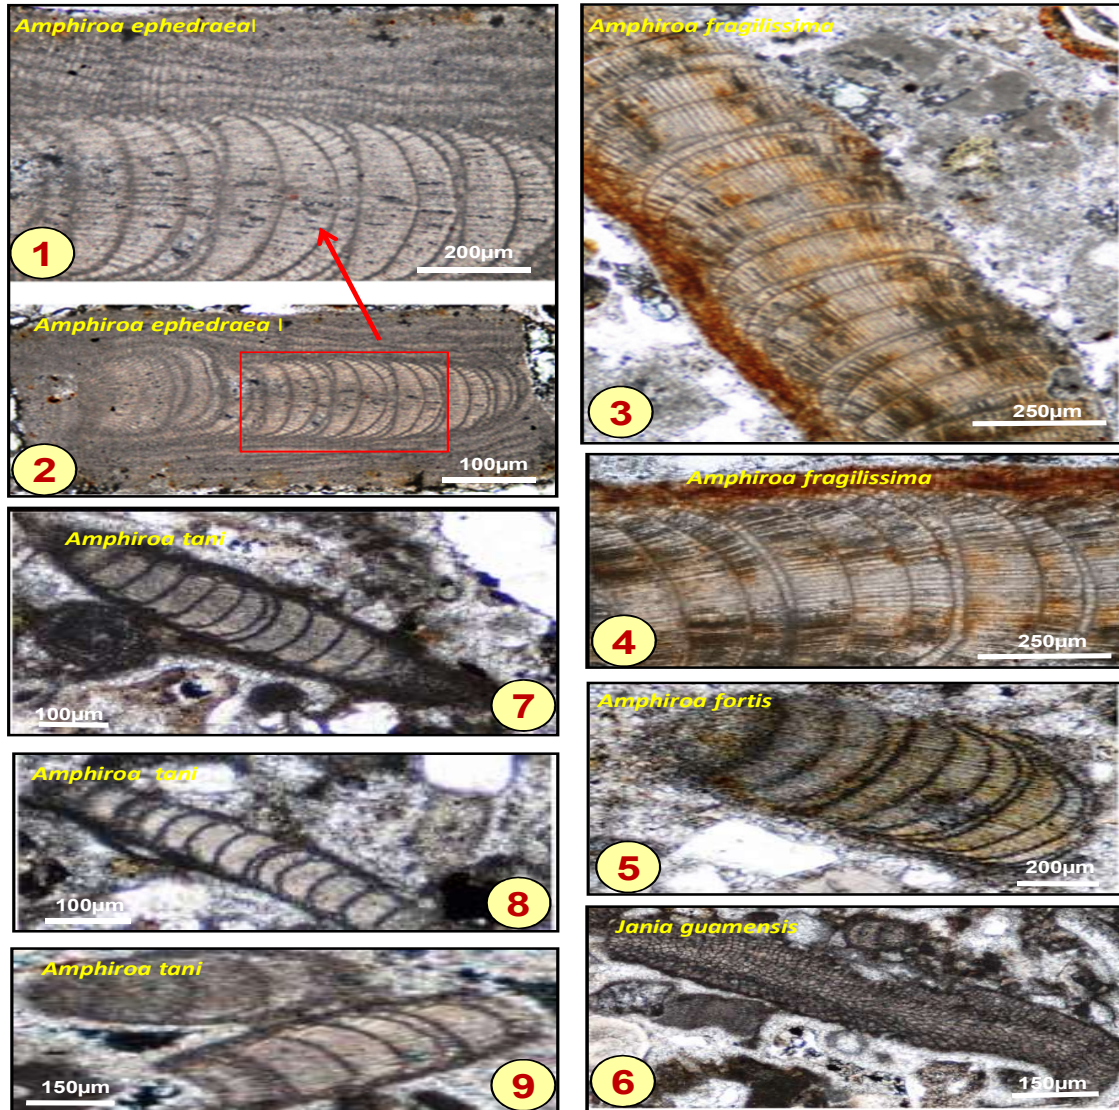 Amphiroa ephedraeal
1
200µm
Amphiroa ephedraea l
2
100µm
Amphiroa fragilissima
3
250µm
Amphiroa fragilissima
4
250µm
Amphiroa fortis
5
200µm
Jania guamensis
6
150µm
Amphiroa tani
7
100µm
Amphiroa tani
8
100µm
Amphiroa tani
9
150µm